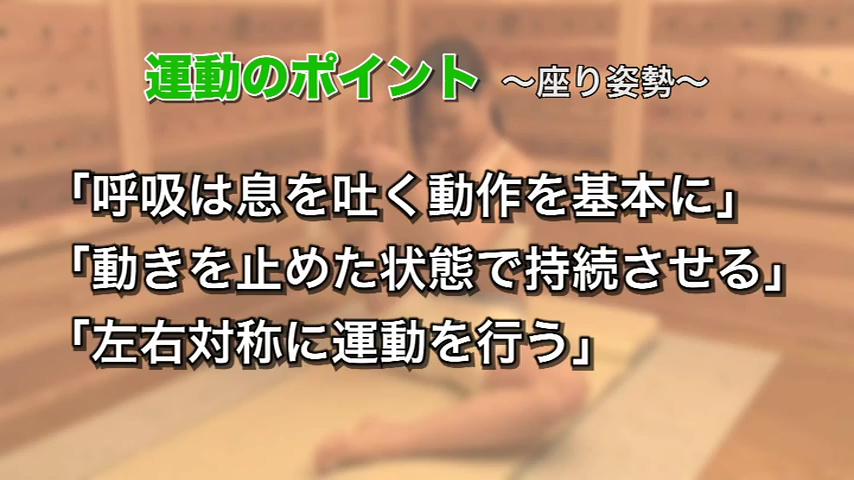 運動のポイント ～座り姿勢～
「呼吸は息を吐く動作を基本に」
「動きを止めた状態で持続させる」
「左右対称に運動を行う」